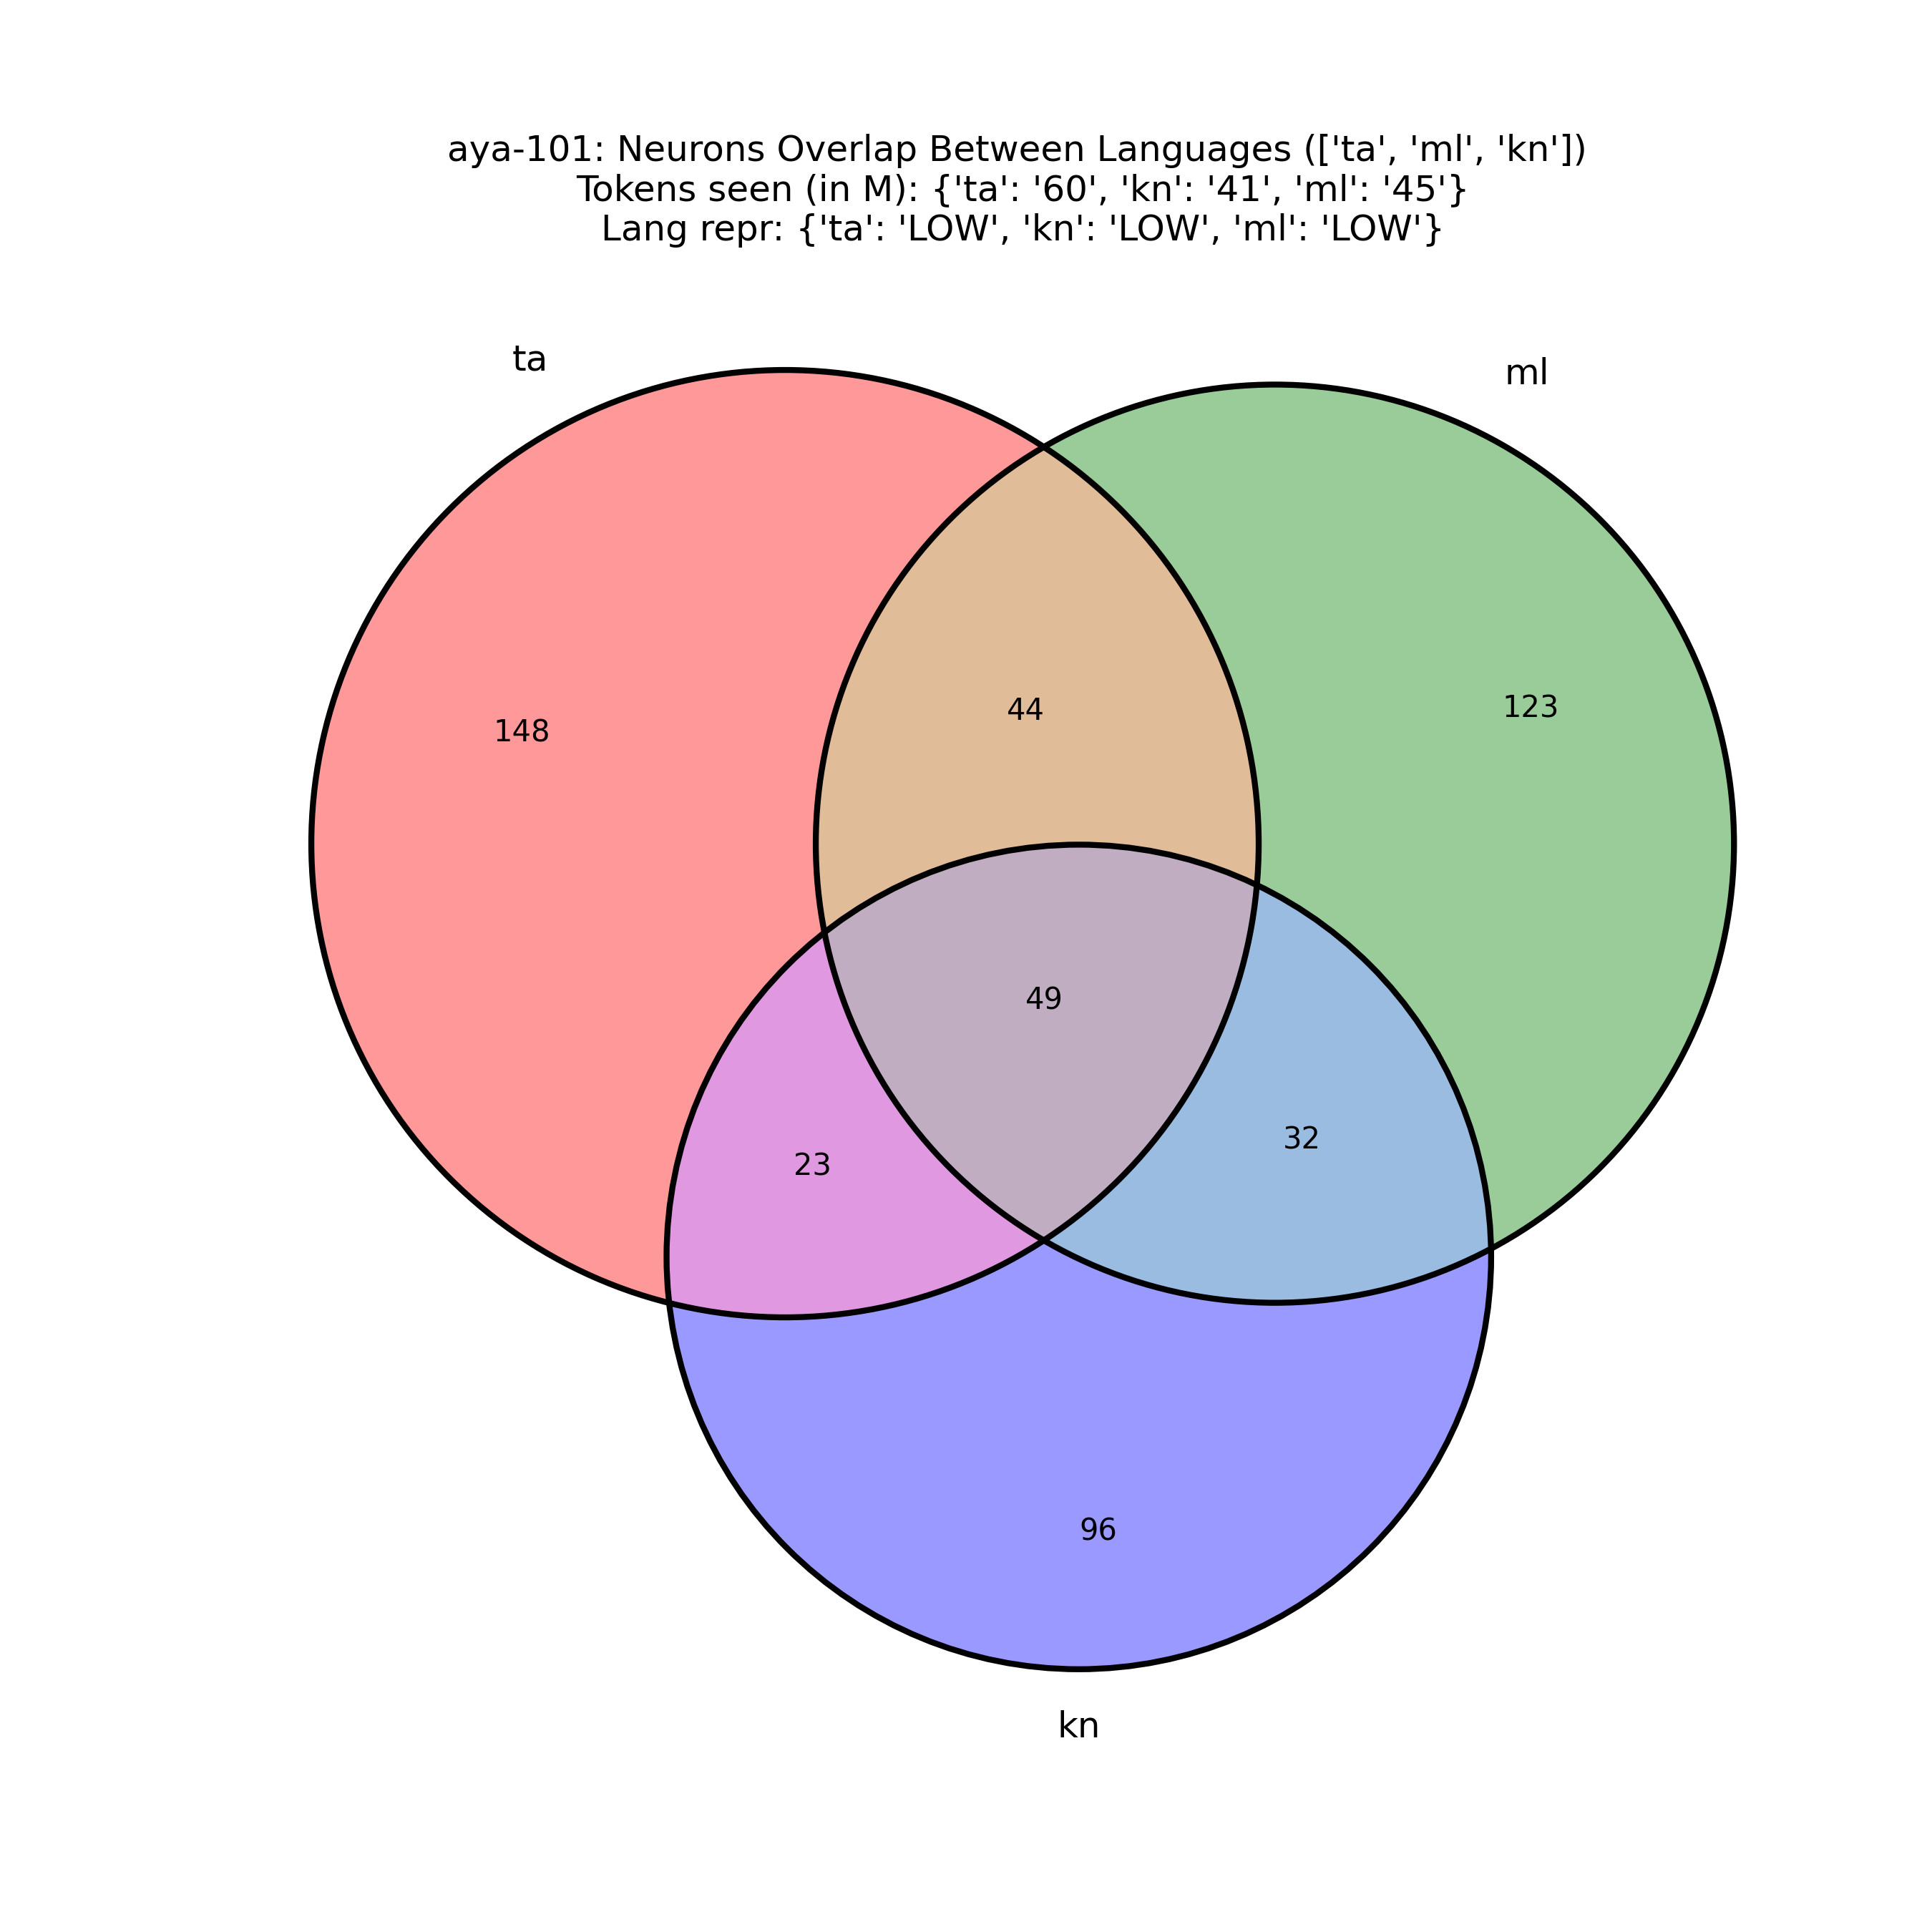 aya-101: Neurons Overlap Between Languages (['ta', 'ml', 'kn'])
Tokens seen (in M): {'ta': '60', 'kn': '41', 'ml': '45'}
Lang repr: {'ta': 'LOW', 'kn': 'LOW', 'ml': 'LOW'}
ta
ml
148
44
123
49
23
32
96
kn